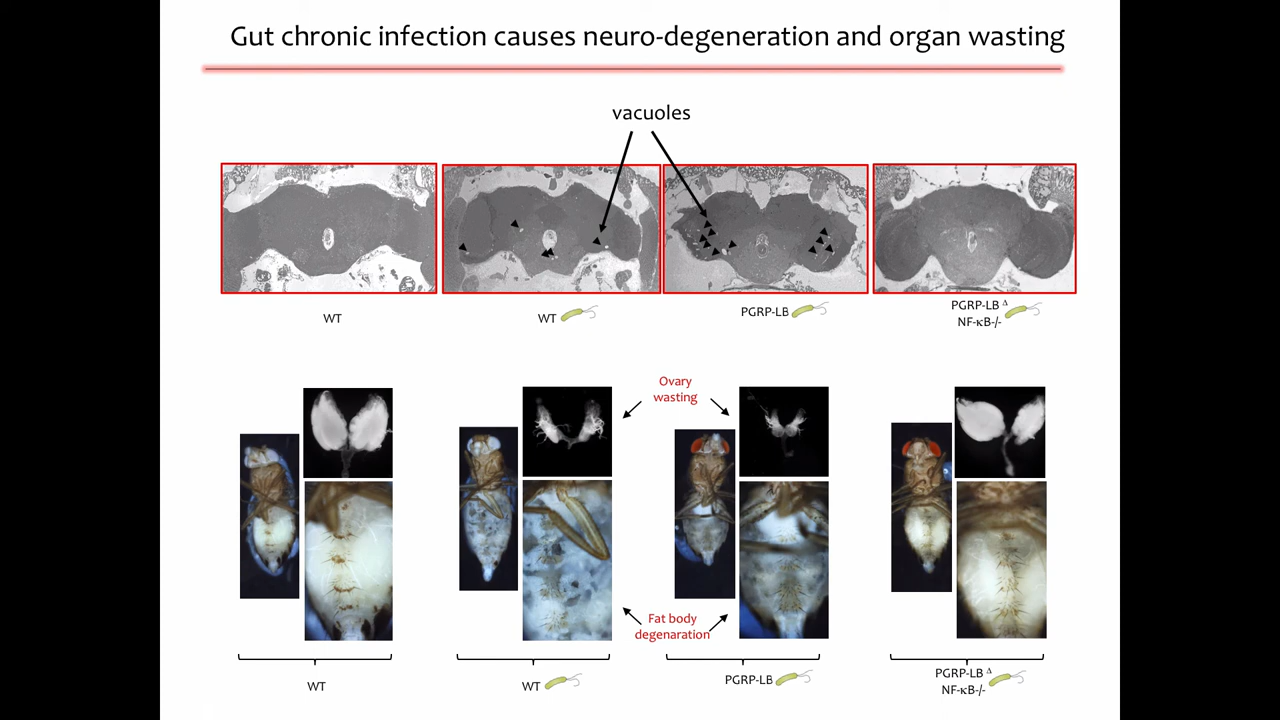 Gut chronic infection causes neuro-degeneration and organ wasting
vacuoles
WT
WT
PGRP-LB
PGRP-LB Δ
NF-κB-/-
Ovary
wasting
Fat body
degenaration
WT
WT
PGRP-LB
PGRP-LB Δ
NF-κB-/-